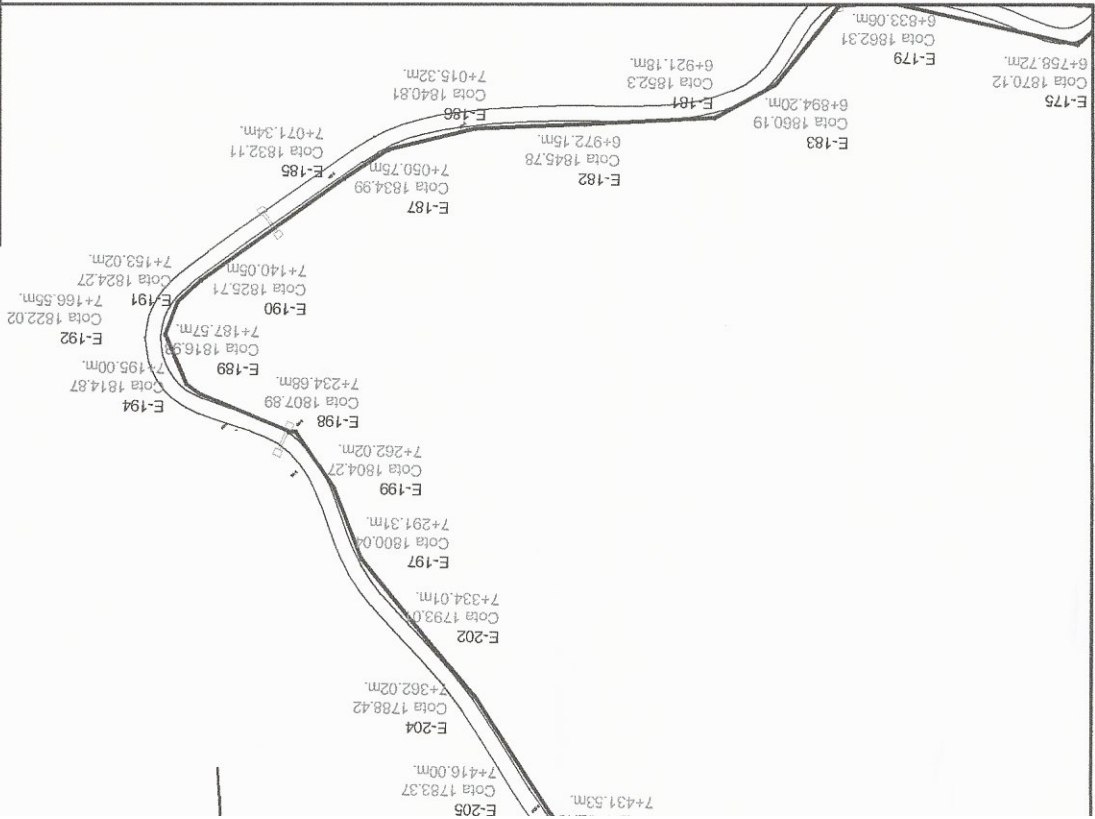 7+431.53m.
E-205
Cota 1783.37
7+416.00m.
E-204
Cota 1788.42
7+362.02m.
E-202
Cota
7+334.01m.
E-197
Cota 1800.04
7+291.31m.
E-199
Cota 1804.27
7+262.02m.
E-198
Cota 1807.89
7+234.68m.
E-194
Cota 1814.87
7+195.00m.
E-189
Cota
7+187.57m.
E-192
Cota 1822.02
7+166.55m.
E-190
Cota 1825.71
7+140.05m.
E-191
Cota 1824.27
7+153.02m.
E-187
Cota 1834.99
7+050.75m.
E-185
Cota 1832.11
7+071.34m.
E-182
Cota 1845.78
6+972.15m.
E-186
Cota 1840.81
7+015.32m.
E-183
Cota 1860.19
6+894.20m.
E-181
Cota 1852.3
6+921.18m.
E-175
Cota 1870.12
6+758.72m.
E-179
Cota 1862.31
6+833.06m.